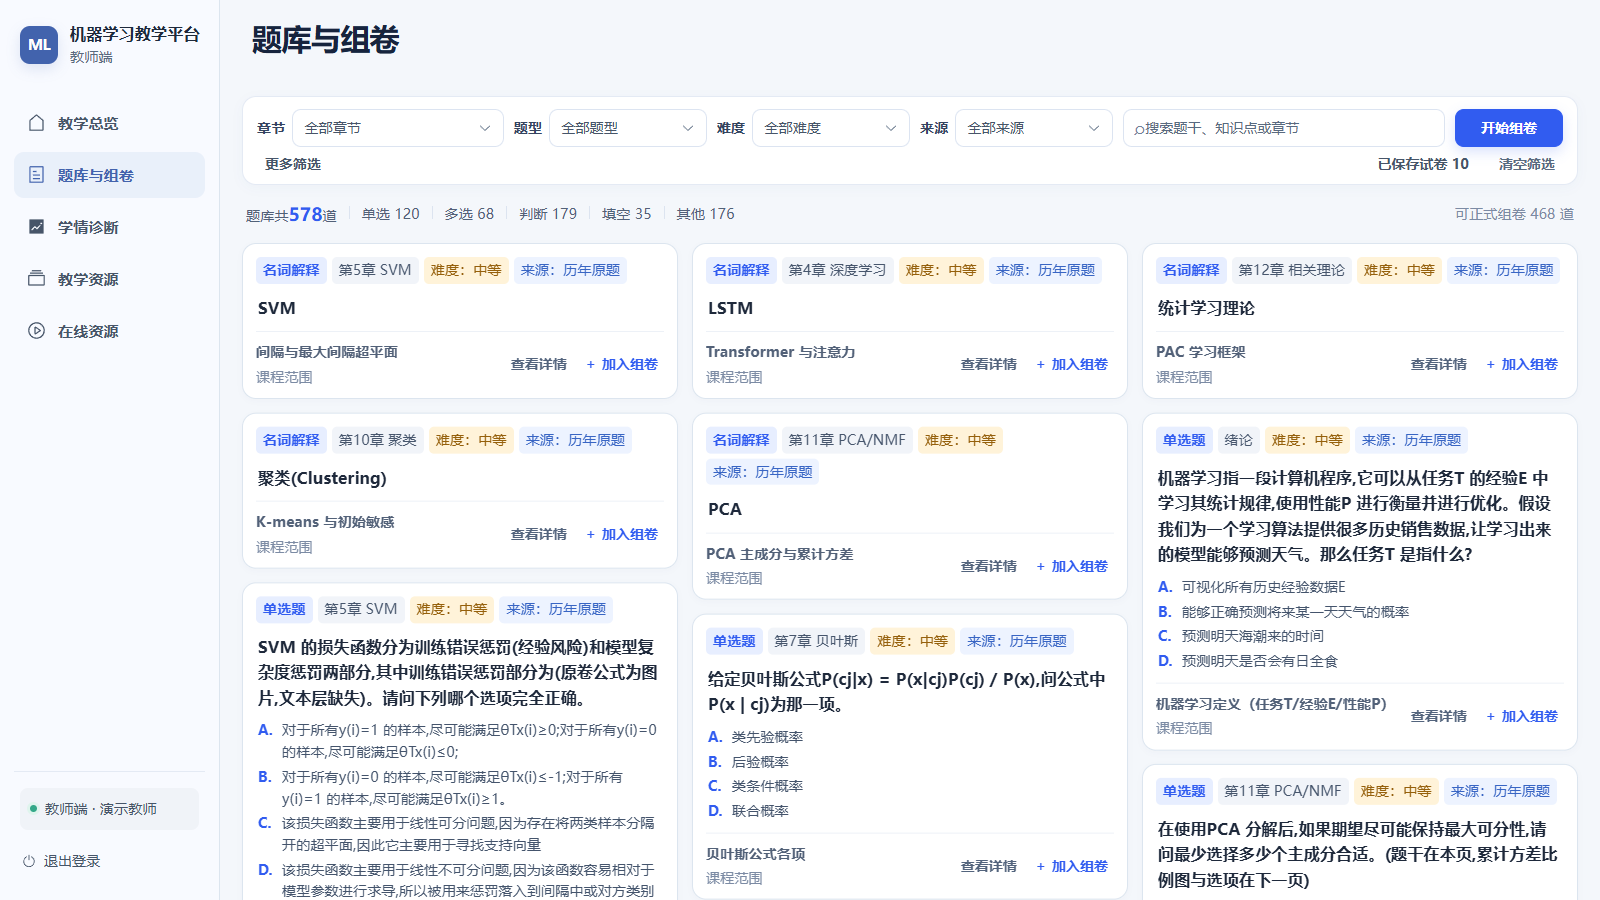 ML
机器学习教学平台
教师端
教学总览
题库与组卷
学情诊断
教学资源
在线资源
教师端 · 演示教师
退出登录
题库与组卷
章节 全部章节 题型 全部题型 难度 全部难度 来源 全部来源 搜索题干、知识点或章节 开始组卷
更多筛选 已保存试卷 10 清空筛选
题库共578道 单选 120 多选 68 判断 179 填空 35 其他 176 可正式组卷 468 道
名词解释 第5章 SVM 难度：中等 来源：历年原题
SVM
间隔与最大间隔超平面
课程范围
查看详情 + 加入组卷
名词解释 第4章 深度学习 难度：中等 来源：历年原题
LSTM
Transformer 与注意力
课程范围
查看详情 + 加入组卷
名词解释 第12章 相关理论 难度：中等 来源：历年原题
统计学习理论
PAC 学习框架
课程范围
查看详情 + 加入组卷
名词解释 第10章 聚类 难度：中等 来源：历年原题
聚类(Clustering)
K-means 与初始敏感
课程范围
查看详情 + 加入组卷
名词解释 第11章 PCA/NMF 难度：中等
来源：历年原题
PCA
PCA 主成分与累计方差
课程范围
查看详情 + 加入组卷
单选题 绪论 难度：中等 来源：历年原题
机器学习指一段计算机程序,它可以从任务T 的经验E 中
学习其统计规律,使用性能P 进行衡量并进行优化。假设
我们为一个学习算法提供很多历史销售数据,让学习出来
的模型能够预测天气。那么任务T 是指什么?
A. 可视化所有历史经验数据E
B. 能够正确预测将来某一天天气的概率
C. 预测明天海潮来的时间
D. 预测明天是否会有日全食
机器学习定义（任务T/经验E/性能P）
课程范围
查看详情 + 加入组卷
单选题 第5章 SVM 难度：中等 来源：历年原题
SVM 的损失函数分为训练错误惩罚(经验风险)和模型复
杂度惩罚两部分,其中训练错误惩罚部分为(原卷公式为图
片,文本层缺失)。请问下列哪个选项完全正确。
A. 对于所有y(i)=1 的样本,尽可能满足θTx(i)≥0;对于所有y(i)=0
的样本,尽可能满足θTx(i)≤0;
B. 对于所有y(i)=0 的样本,尽可能满足θTx(i)≤-1;对于所有
y(i)=1 的样本,尽可能满足θTx(i)≥1。
C. 该损失函数主要用于线性可分问题,因为存在将两类样本分隔
开的超平面,因此它主要用于寻找支持向量
D. 该损失函数主要用于线性不可分问题,因为该函数容易相对于
模型参数进行求导,所以被用来惩罚落入到间隔中或对方类别
单选题 第7章 贝叶斯 难度：中等 来源：历年原题
给定贝叶斯公式P(cj|x) = P(x|cj)P(cj) / P(x),问公式中
P(x | cj)为那一项。
A. 类先验概率
B. 后验概率
C. 类条件概率
D. 联合概率
贝叶斯公式各项
课程范围
查看详情 + 加入组卷
单选题 第11章 PCA/NMF 难度：中等 来源：历年原题
在使用PCA 分解后,如果期望尽可能保持最大可分性,请
问最少选择多少个主成分合适。(题干在本页,累计方差比
例图与选项在下一页)